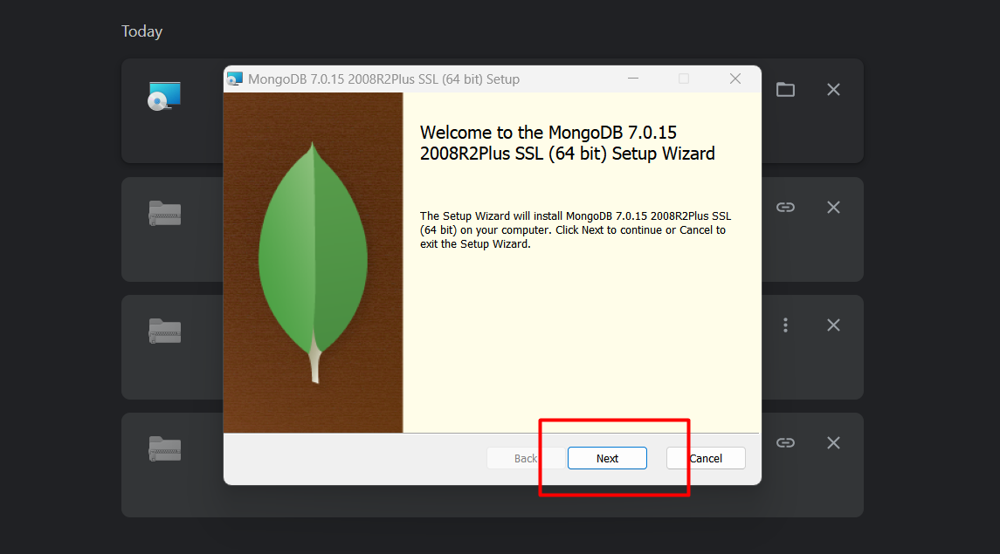 Today
MongoDB 7.0.15 2008R2Plus SSL (64 bit) Setup
Welcome to the MongoDB 7.0.15
2008R2Plus SSL (64 bit) Setup Wizard
The Setup Wizard will install MongoDB 7.0.15 2008R2Plus SSL
(64 bit) on your computer. Click Next to continue or Cancel to
exit the Setup Wizard.
Back Next Cancel